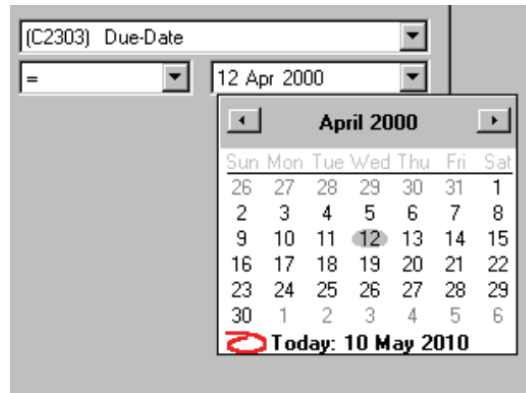 (C2303) Due-Date
= 12 Apr 2000
April 2000
Sun Mon Tue Wed Thu Fri Sat
26 27 28 29 30 31 1
2 3 4 5 6 7 8
9 10 11 12 13 14 15
16 17 18 19 20 21 22
23 24 25 26 27 28 29
30 1 2 3 4 5 6
Today: 10 May 2010